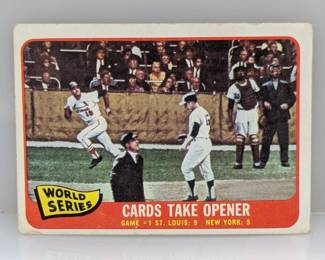 WORLD
SERIES
CARDS TAKE OPENER
GAME #1 ST. LOUIS: 9 NEW YORK: 5